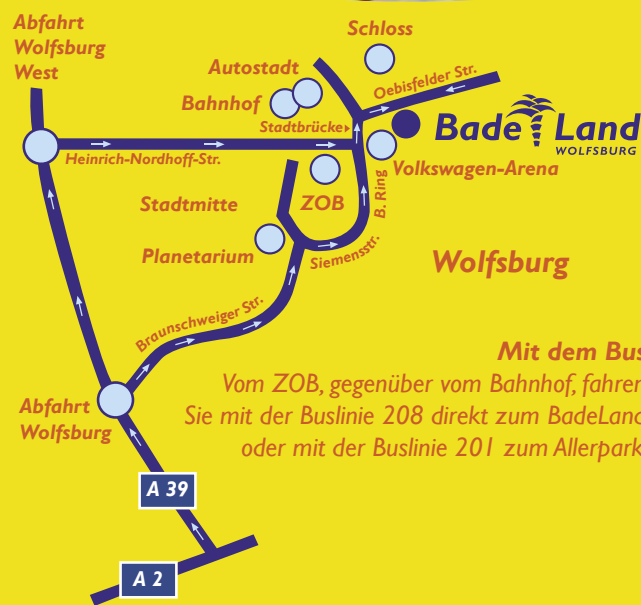 Abfahrt
Wolfsburg
West
Schloss
Autostadt
Oebisfelder Str.
Bahnhof
Stadtbrücke
BadeLand
WOLFSBURG
Heinrich-Nordhoff-Str.
Volkswagen-Arena
Stadtmitte
ZOB
B. Ring
Planetarium
Siemensstr.
Wolfsburg
Braunschweiger Str.
Mit dem Bus
Vom ZOB, gegenüber vom Bahnhof, fahren
Sie mit der Buslinie 208 direkt zum BadeLand
oder mit der Buslinie 201 zum Allerpark
Abfahrt
Wolfsburg
A 39
A 2